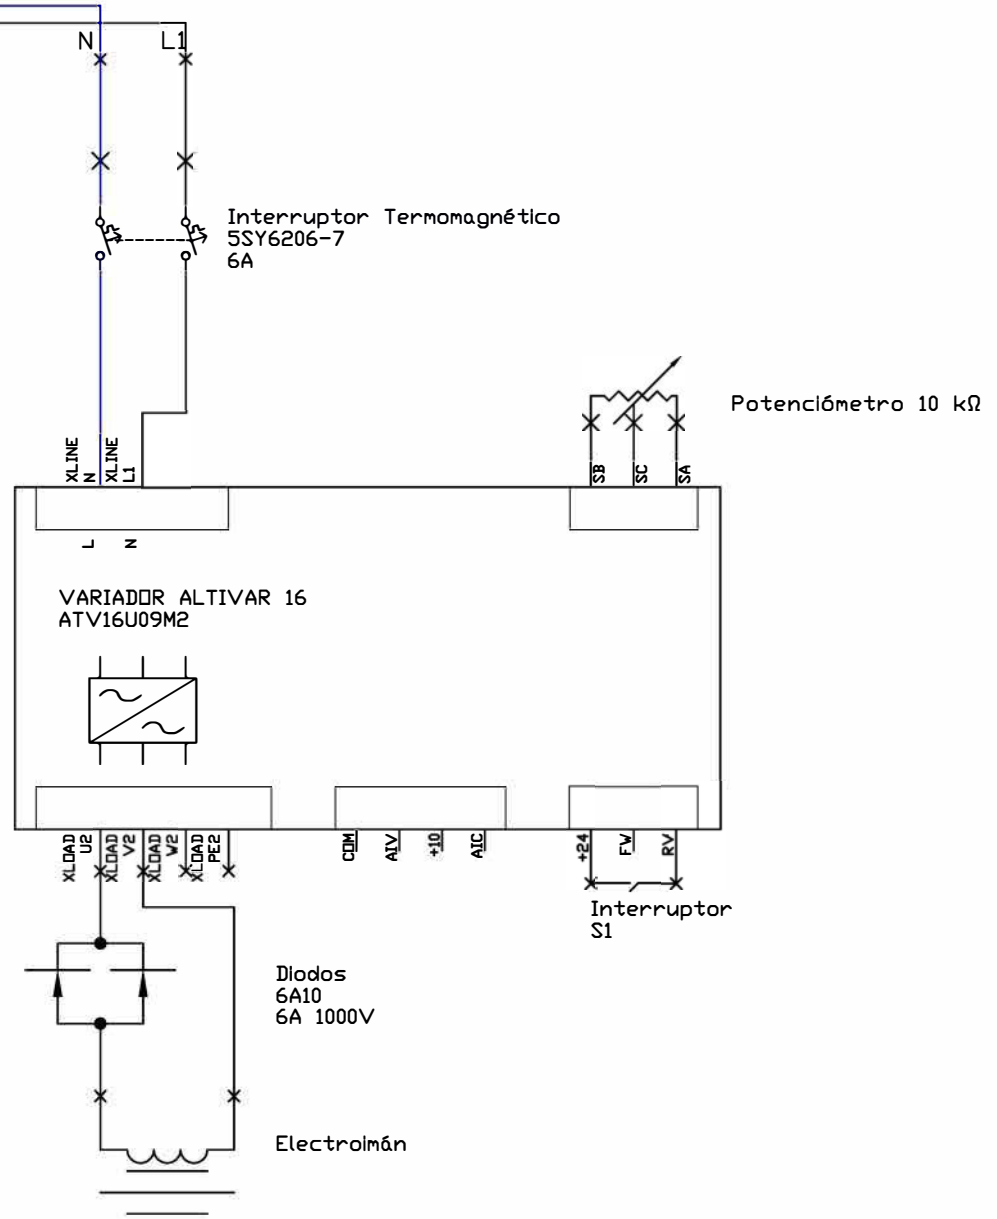 N
L1
Interruptor Termomagnético
5SY6206-7
6A
Potenciómetro 10 kΩ
XLINE
N
XLINE
L1
SB
SC
SA
L
N
VARIADOR ALTIVAR 16
ATV16U09M2
XLOAD
U2
XLOAD
V2
XLOAD
W2
XLOAD
PE2
COM
AIV
+10
AIC
+24
FW
RV
Interruptor
S1
Diodos
6A10
6A 1000V
Electroimán